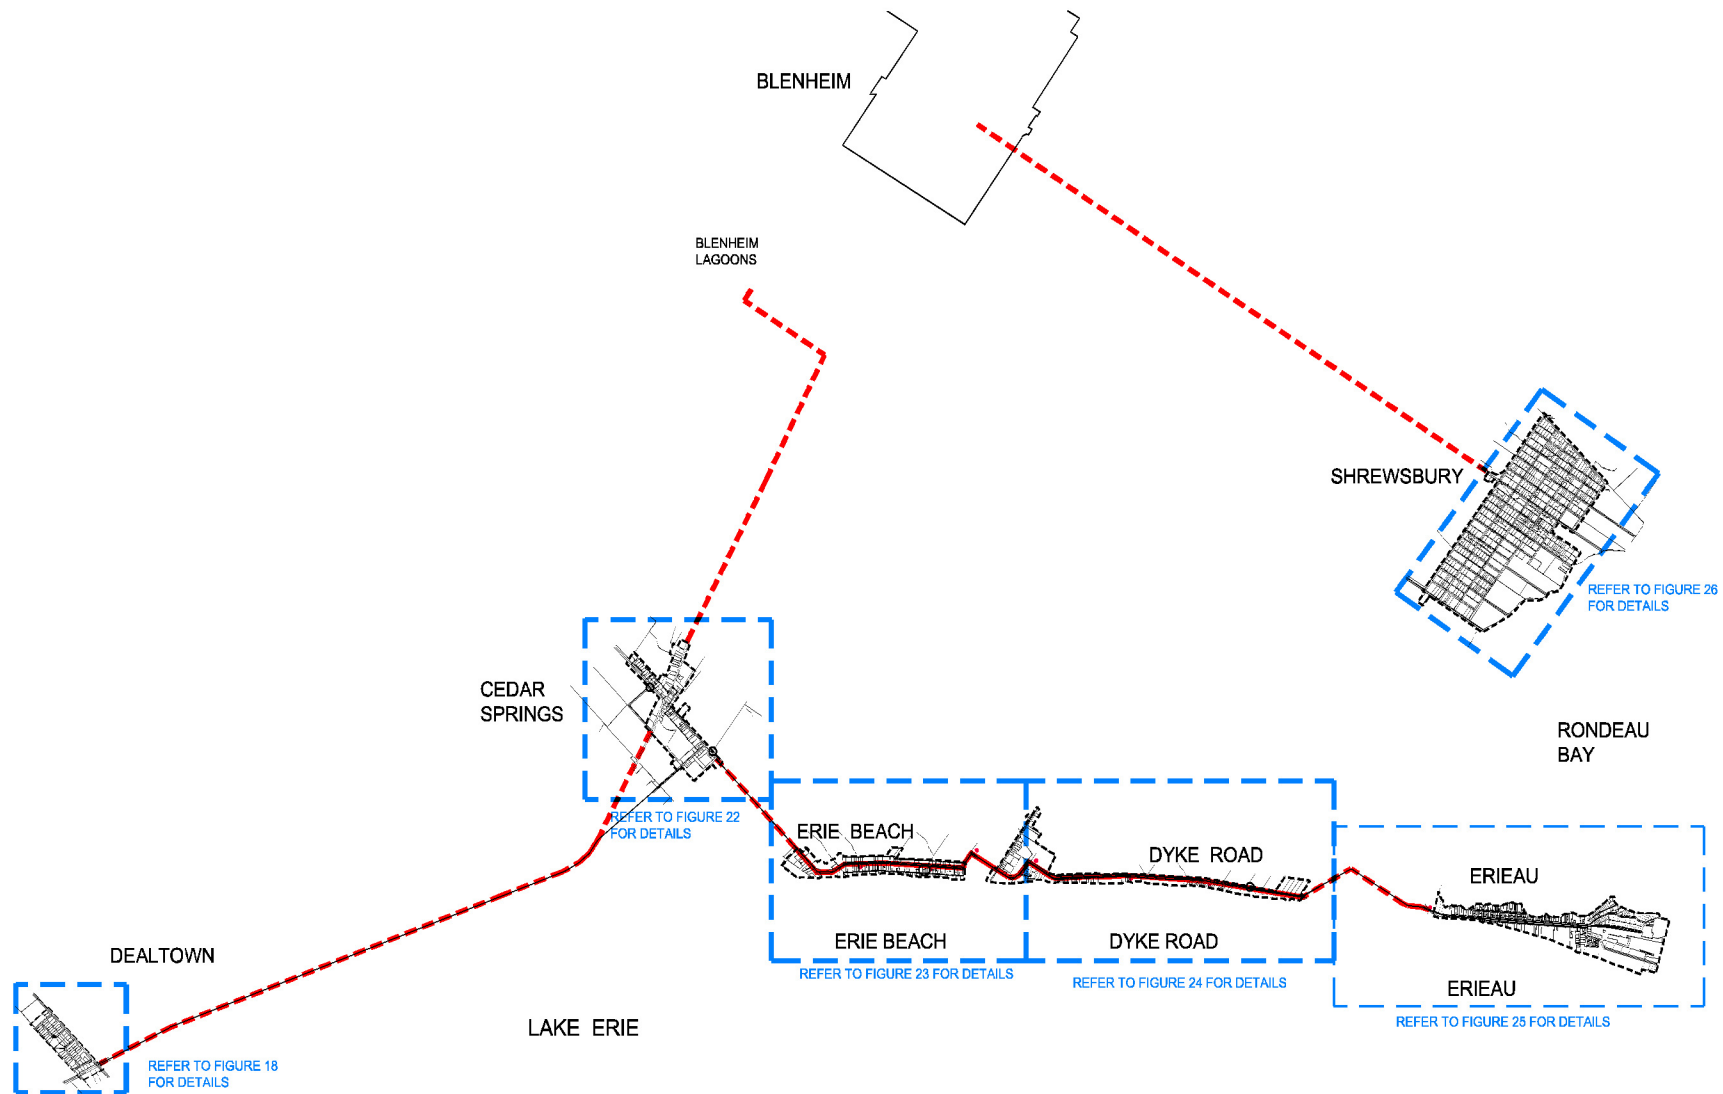 BLENHEIM
BLENHEIM
LAGOONS
SHREWSBURY
REFER TO FIGURE 26
FOR DETAILS
CEDAR
SPRINGS
RONDEAU
BAY
REFER TO FIGURE 22
FOR DETAILS
ERIE BEACH
DYKE ROAD
ERIEAU
ERIE BEACH
DYKE ROAD
DEALTOWN
REFER TO FIGURE 23 FOR DETAILS
REFER TO FIGURE 24 FOR DETAILS
ERIEAU
REFER TO FIGURE 25 FOR DETAILS
LAKE ERIE
REFER TO FIGURE 18
FOR DETAILS